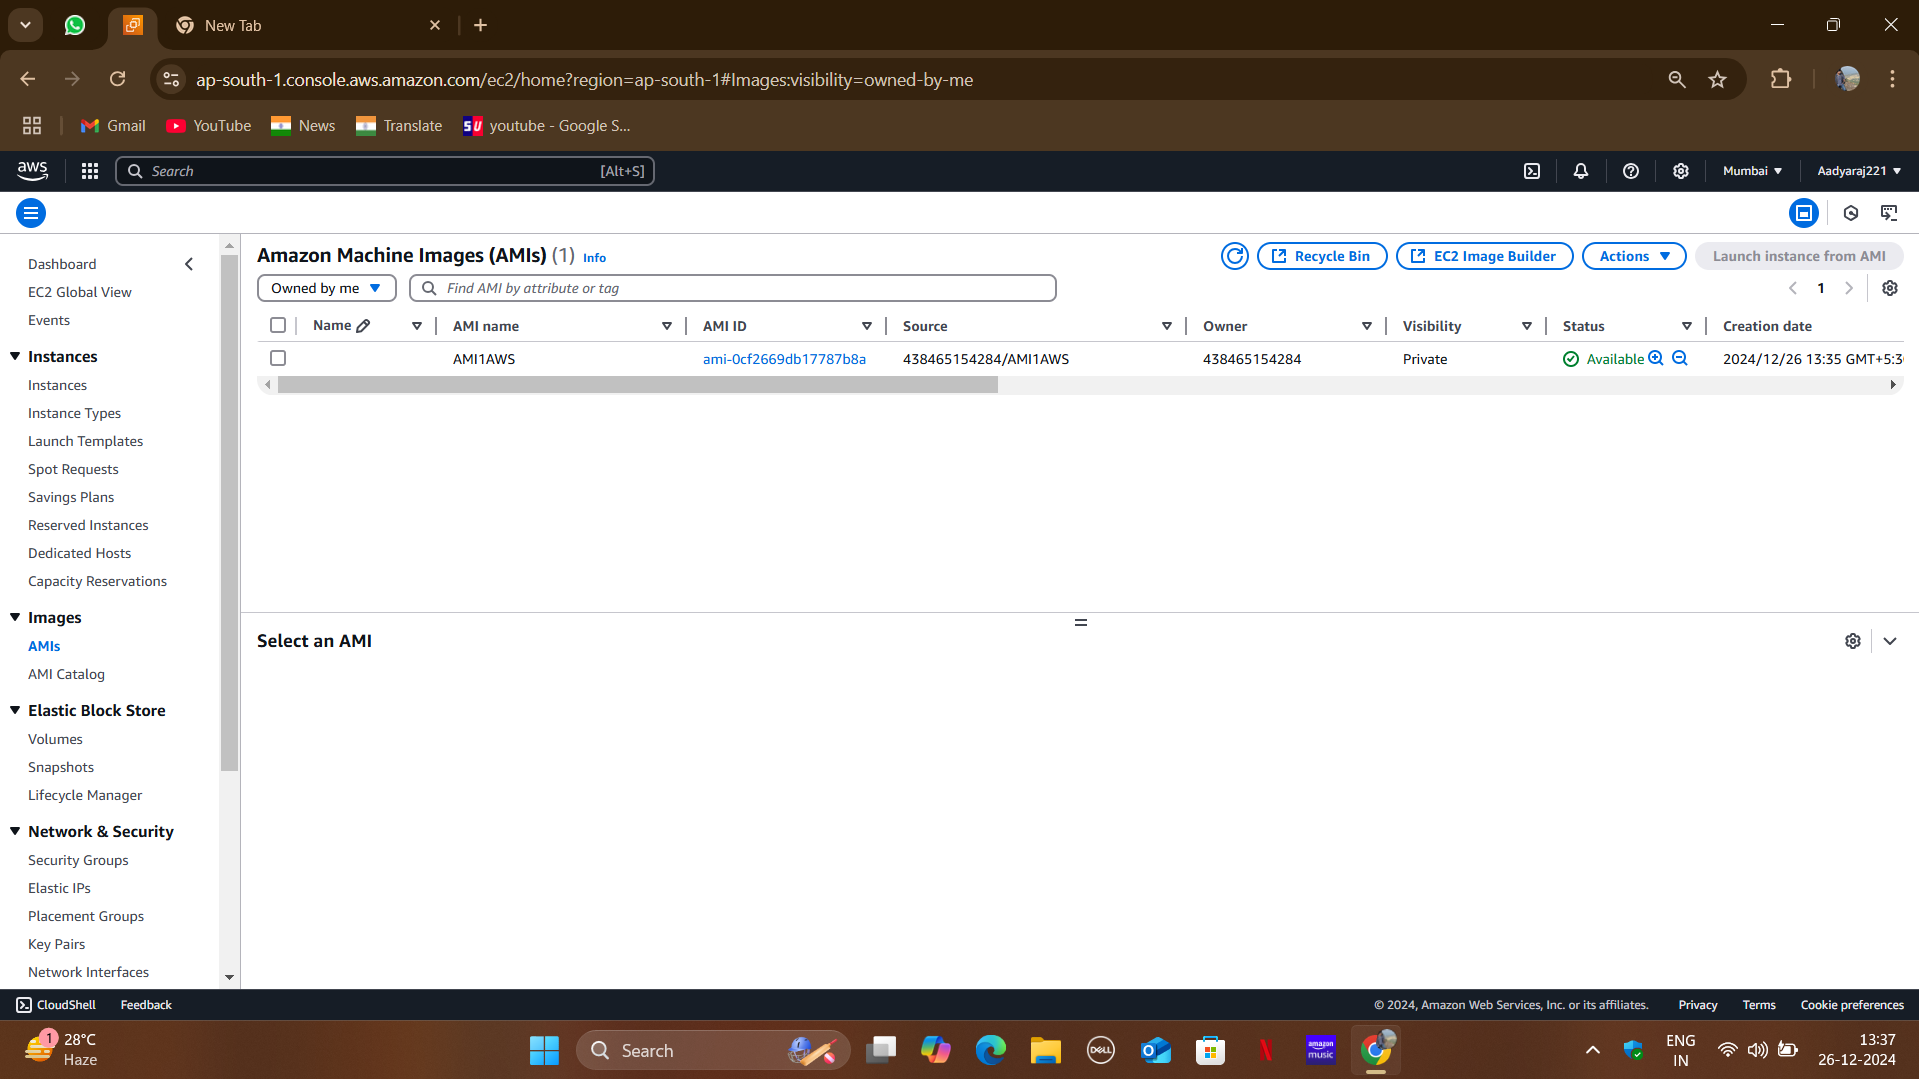 New Tab
ap-south-1.console.aws.amazon.com/ec2/home?region=ap-south-1#Images:visibility=owned-by-me
Gmail YouTube News Translate SU youtube - Google S...
aws Search [Alt+S] Mumbai Aadyaraj221
Dashboard
EC2 Global View
Events
Instances
Instances
Instance Types
Launch Templates
Spot Requests
Savings Plans
Reserved Instances
Dedicated Hosts
Capacity Reservations
Images
AMIs
AMI Catalog
Elastic Block Store
Volumes
Snapshots
Lifecycle Manager
Network & Security
Security Groups
Elastic IPs
Placement Groups
Key Pairs
Network Interfaces
Amazon Machine Images (AMIs) (1) Info Recycle Bin EC2 Image Builder Actions Launch instance from AMI
Owned by me Find AMI by attribute or tag 1
Name AMI name AMI ID Source Owner Visibility Status Creation date
AMI1AWS ami-0cf2669db17787b8a 438465154284/AMI1AWS 438465154284 Private Available 2024/12/26 13:35 GMT+5:3
Select an AMI
CloudShell Feedback © 2024, Amazon Web Services, Inc. or its affiliates. Privacy Terms Cookie preferences
1 28°C
Haze
Search
DELL
amazon music
ENG
IN
13:37
26-12-2024